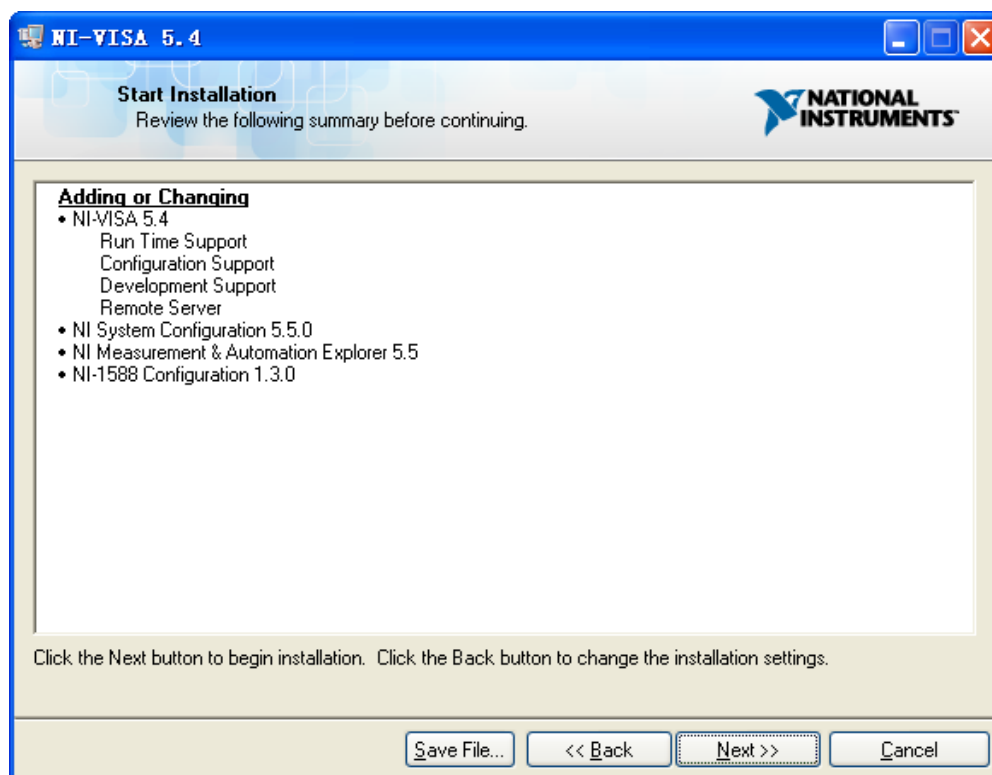 NI-VISA 5.4
Start Installation
Review the following summary before continuing.
NATIONAL
INSTRUMENTS™
Adding or Changing
• NI-VISA 5.4
Run Time Support
Configuration Support
Development Support
Remote Server
• NI System Configuration 5.5.0
• NI Measurement & Automation Explorer 5.5
• NI-1588 Configuration 1.3.0
Click the Next button to begin installation.  Click the Back button to change the installation settings.
Save File...
<< Back
Next >>
Cancel